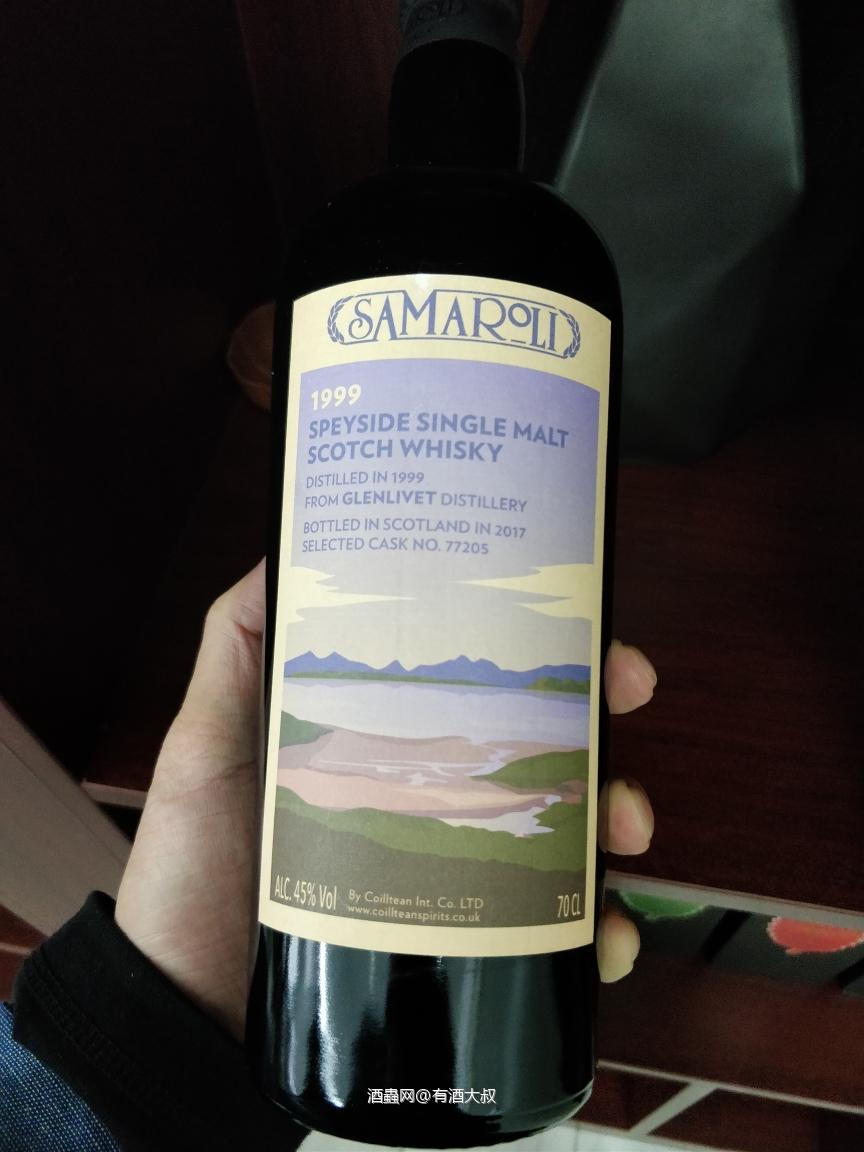 SAMAROLI
1999
SPEYSIDE SINGLE MALT
SCOTCH WHISKY
DISTILLED IN 1999
FROM GLENLIVET DISTILLERY
BOTTLED IN SCOTLAND IN 2017
SELECTED CASK NO. 77205
ALC. 45% Vol
By Coilltean Int. Co. LTD
www.coillteanspirits.co.uk
70 CL
酒蟲网@有酒大叔